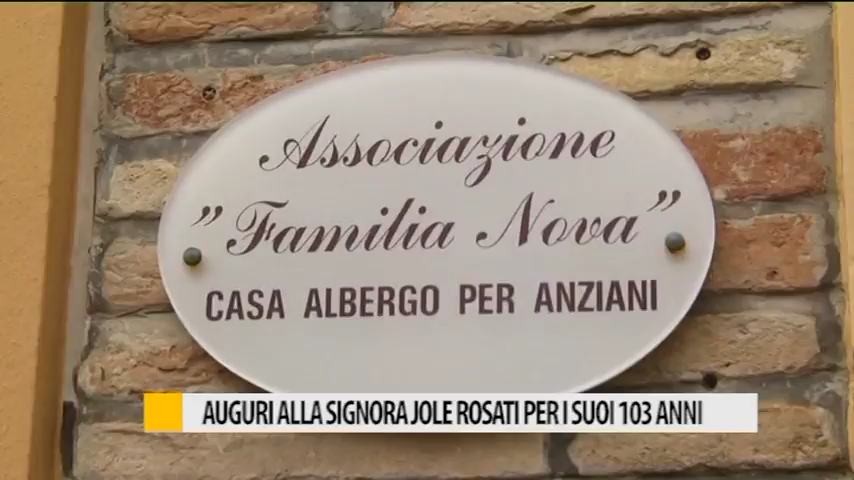 Associazione
"Familia Nova"
CASA ALBERGO PER ANZIANI
AUGURI ALLA SIGNORA JOLE ROSATI PER I SUOI 103 ANNI